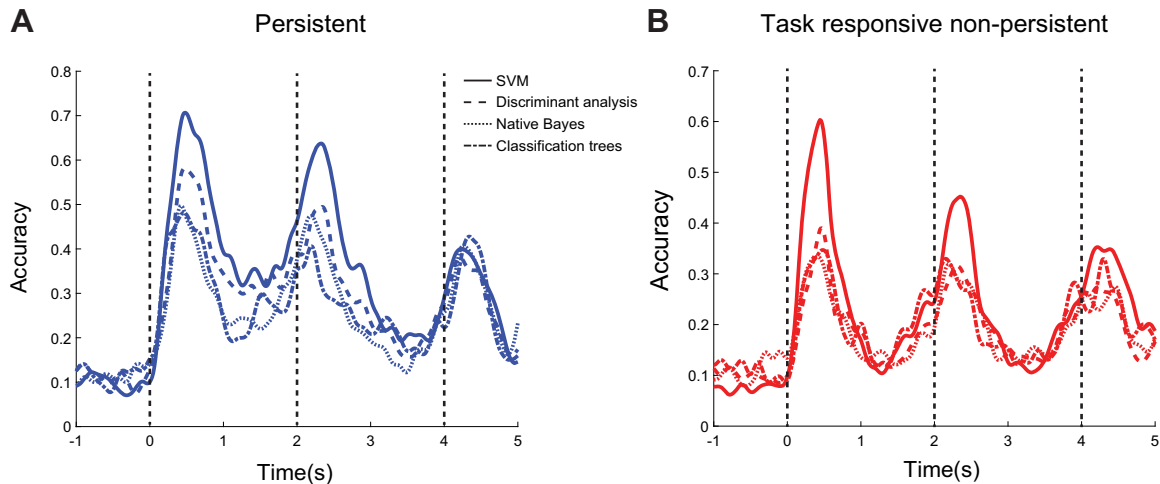 A
Persistent
0.8
0.7
0.6
0.5
0.4
0.3
0.2
0.1
0
Accuracy
-1
0
1
2
3
4
5
Time(s)
SVM
Discriminant analysis
Native Bayes
Classification trees
B
Task responsive non-persistent
0.7
0.6
0.5
0.4
0.3
0.2
0.1
0
Accuracy
-1
0
1
2
3
4
5
Time(s)